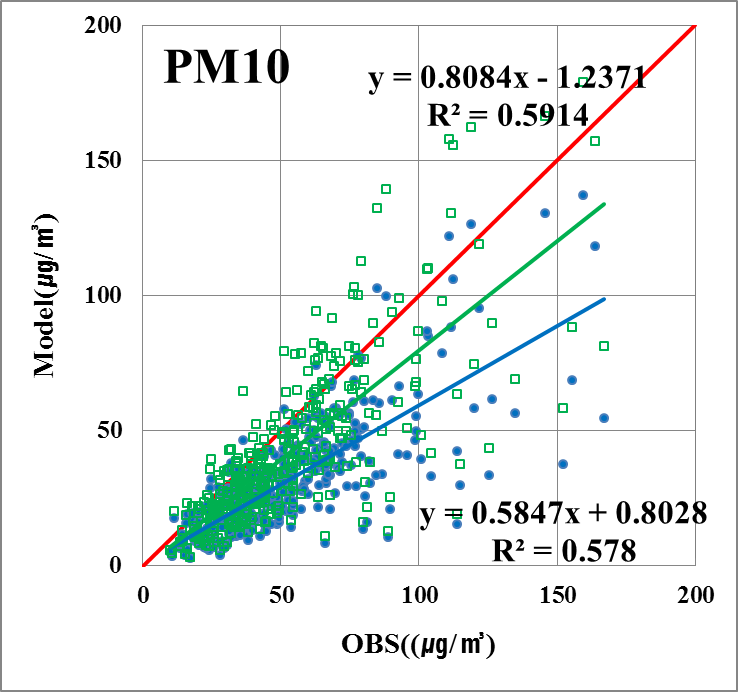 PM10
y = 0.8084x - 1.2371
R² = 0.5914
200
150
100
50
0
Model(㎍/㎥)
y = 0.5847x + 0.8028
R² = 0.578
0 50 100 150 200
OBS((㎍/㎥)